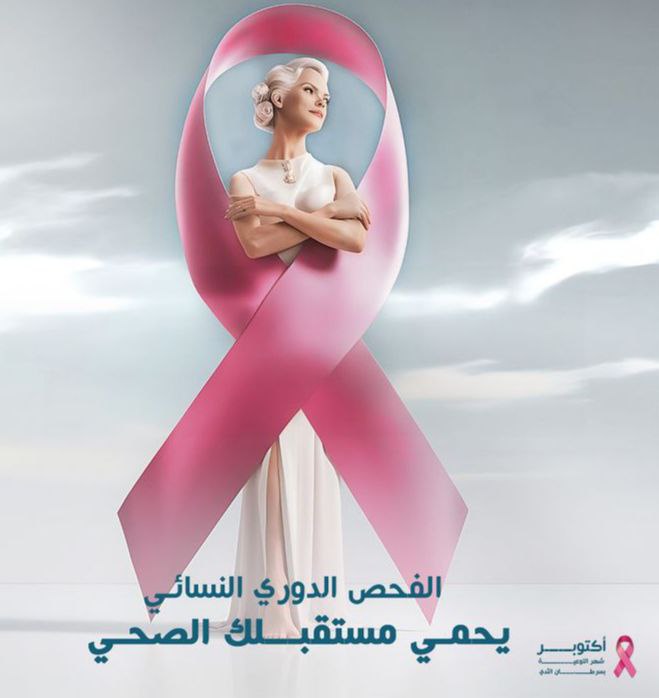 الفحص الدوري النسائي
يحمي مستقبلك الصحي
أكتوبر
شهر التوعية
بسرطان الثدي